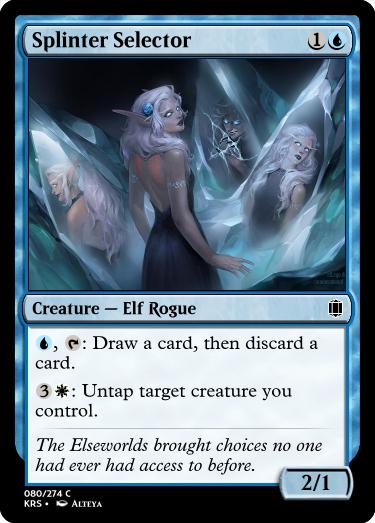 Splinter Selector 1
, : Draw a card, then discard a
card.
Creature — Elf Rogue
3 : Untap target creature you
control.
The Elseworlds brought choices no one
had ever had access to before.
2/1
080/274 C
KRS • Alteya